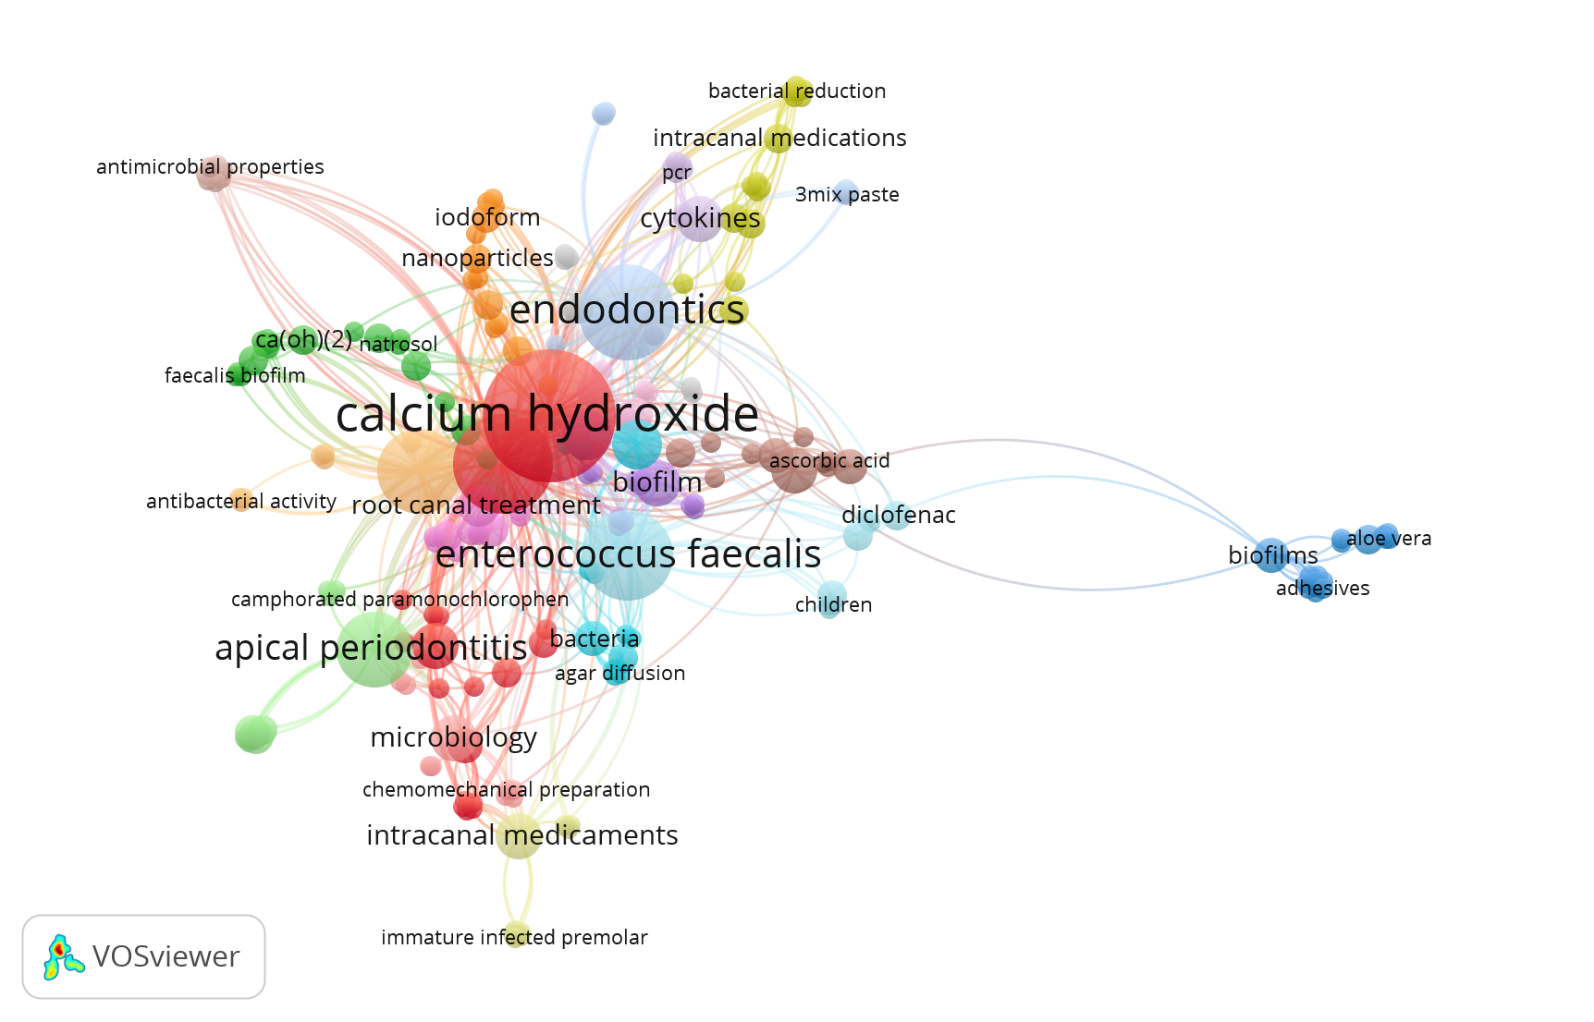 bacterial reduction
intracanal medications
antimicrobial properties
pcr
3mix paste
iodoform
cytokines
nanoparticles
endodontics
ca(oh)(2)
natrosol
faecalis biofilm
calcium hydroxide
ascorbic acid
biofilm
antibacterial activity
root canal treatment
diclofenac
aloe vera
enterococcus faecalis
biofilms
adhesives
camphorated paramonochlorophen
children
apical periodontitis
bacteria
agar diffusion
microbiology
chemomechanical preparation
intracanal medicaments
immature infected premolar
VOSviewer